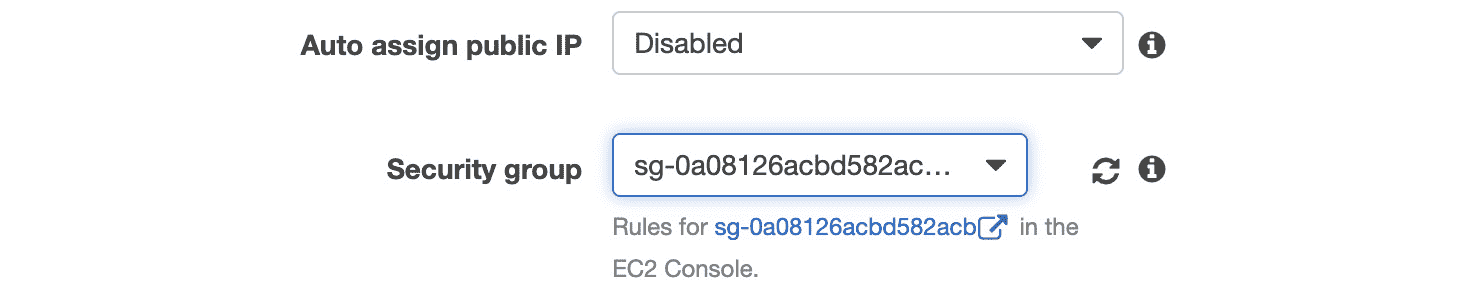 Auto assign public IP Disabled
Security group sg-0a08126acbd582ac...
Rules for sg-0a08126acbd582acb in the
EC2 Console.